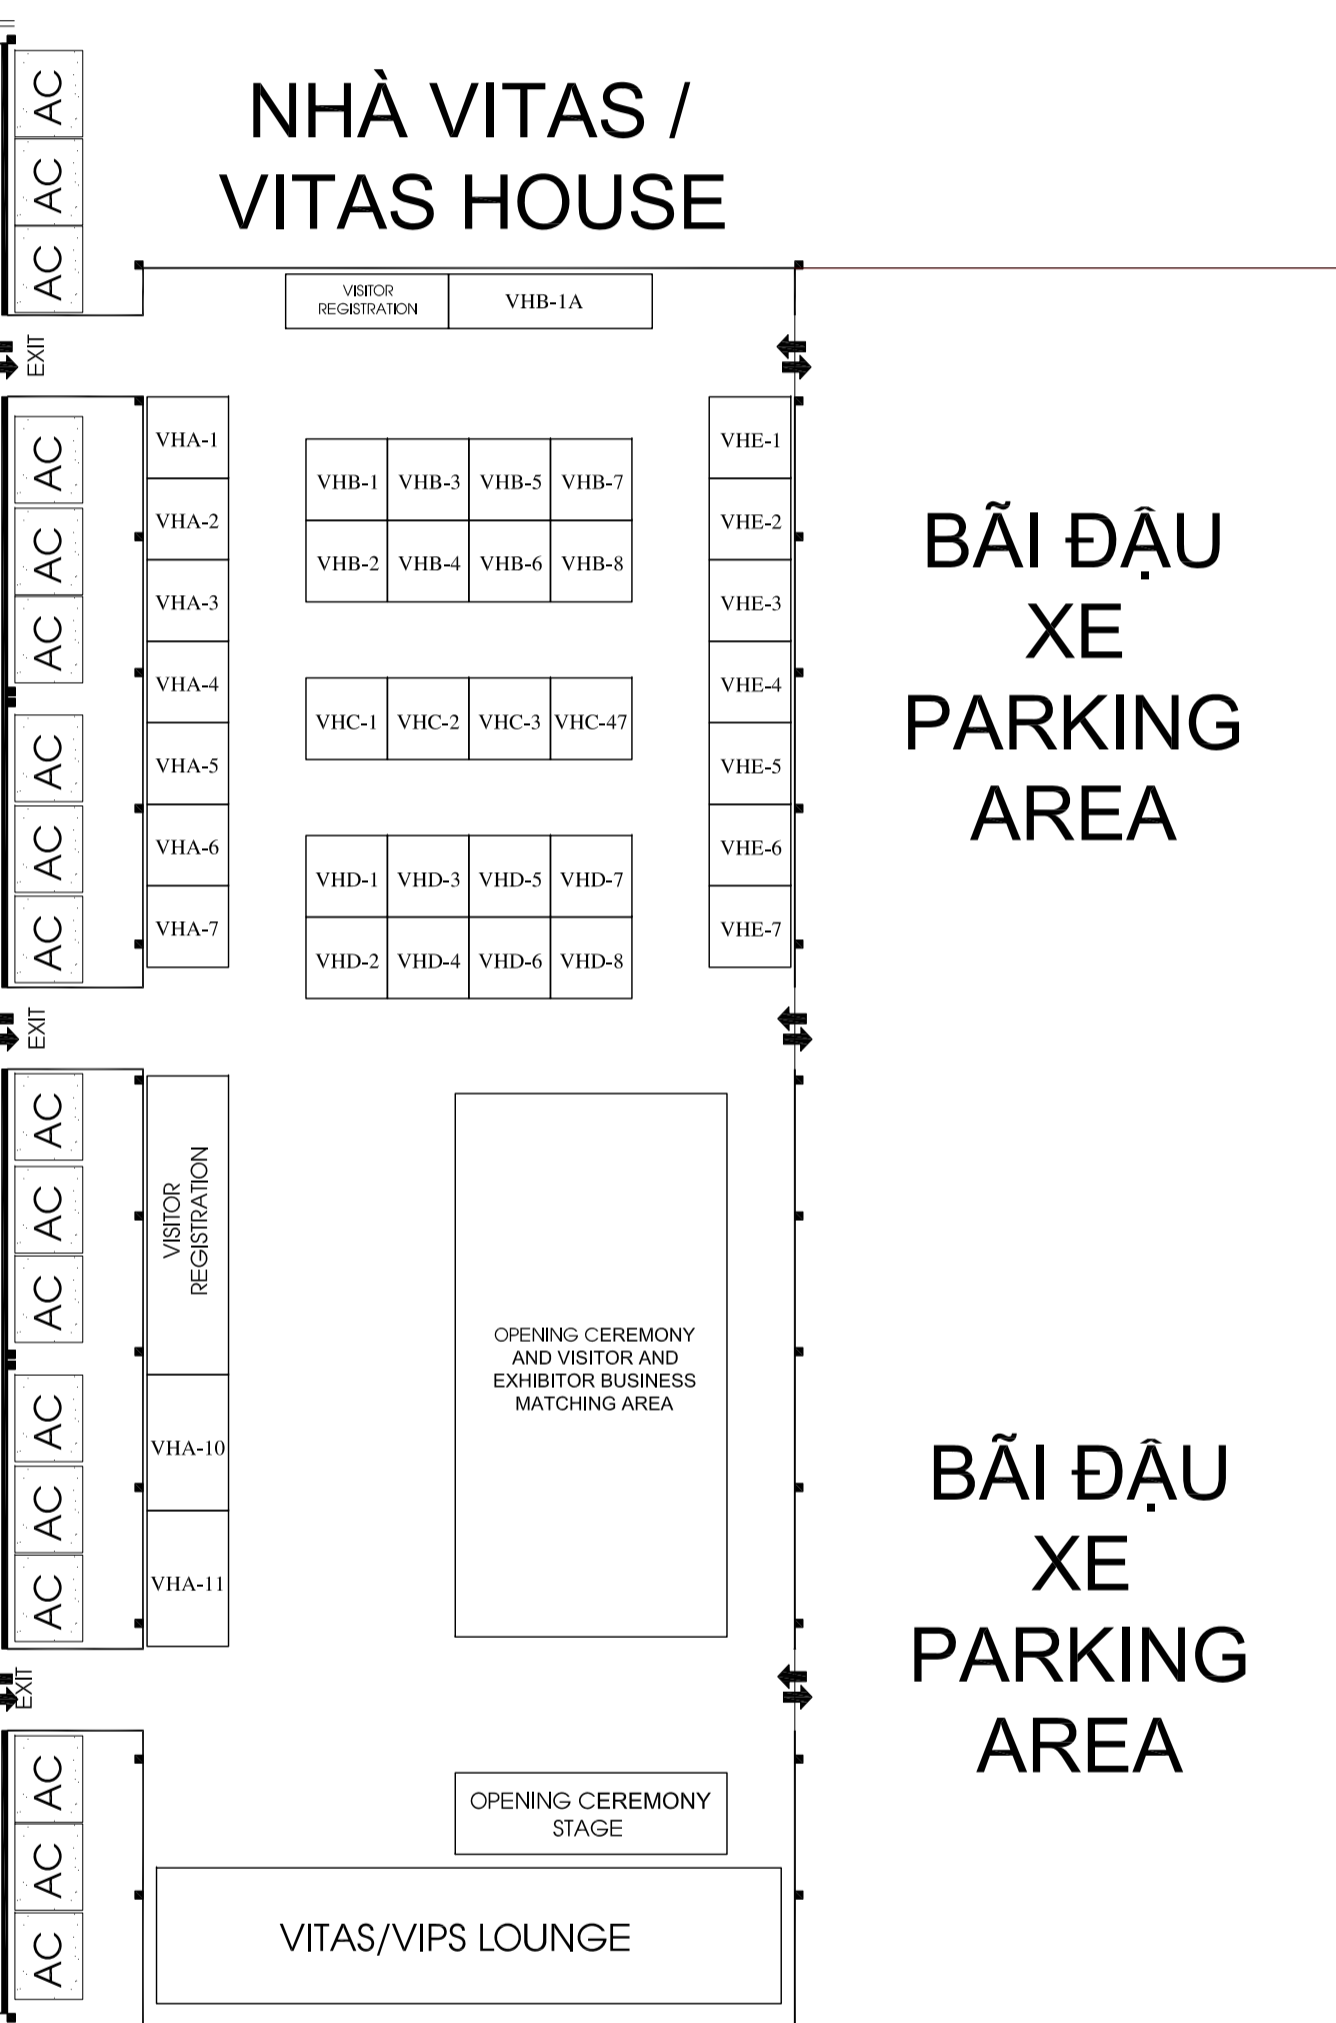 NHÀ VITAS /
VITAS HOUSE
AC
AC
AC
VISITOR
REGISTRATION
VHB-1A
EXIT
AC
AC
AC
AC
AC
AC
VHA-1
VHA-2
VHA-3
VHA-4
VHA-5
VHA-6
VHA-7
VHB-1 VHB-3 VHB-5 VHB-7
VHB-2 VHB-4 VHB-6 VHB-8
VHC-1 VHC-2 VHC-3 VHC-47
VHD-1 VHD-3 VHD-5 VHD-7
VHD-2 VHD-4 VHD-6 VHD-8
VHE-1
VHE-2
VHE-3
VHE-4
VHE-5
VHE-6
VHE-7
BÃI ĐẬU
XE
PARKING
AREA
EXIT
AC
AC
AC
AC
AC
AC
VISITOR
REGISTRATION
VHA-10
VHA-11
OPENING CEREMONY
AND VISITOR AND
EXHIBITOR BUSINESS
MATCHING AREA
BÃI ĐẬU
XE
PARKING
AREA
EXIT
AC
AC
AC
OPENING CEREMONY
STAGE
VITAS/VIPS LOUNGE